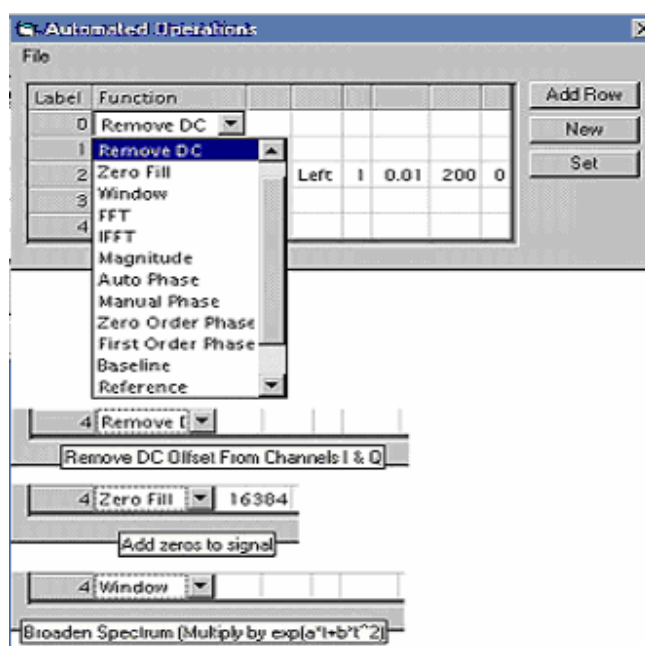 Automated Operations
File
Label Function
Add Row
0 Remove DC
New
1 Remove DC
2 Zero Fill Left 1 0.01 200 0
Set
3 Window
FFT
4 IFFT
Magnitude
Auto Phase
Manual Phase
Zero Order Phase
First Order Phase
Baseline
Reference
4 Remove D
Remove DC Offset From Channels I & Q
4 Zero Fill 16384
Add zeros to signal
4 Window
Broaden Spectrum (Multiply by exp(a*t+b*t^2)